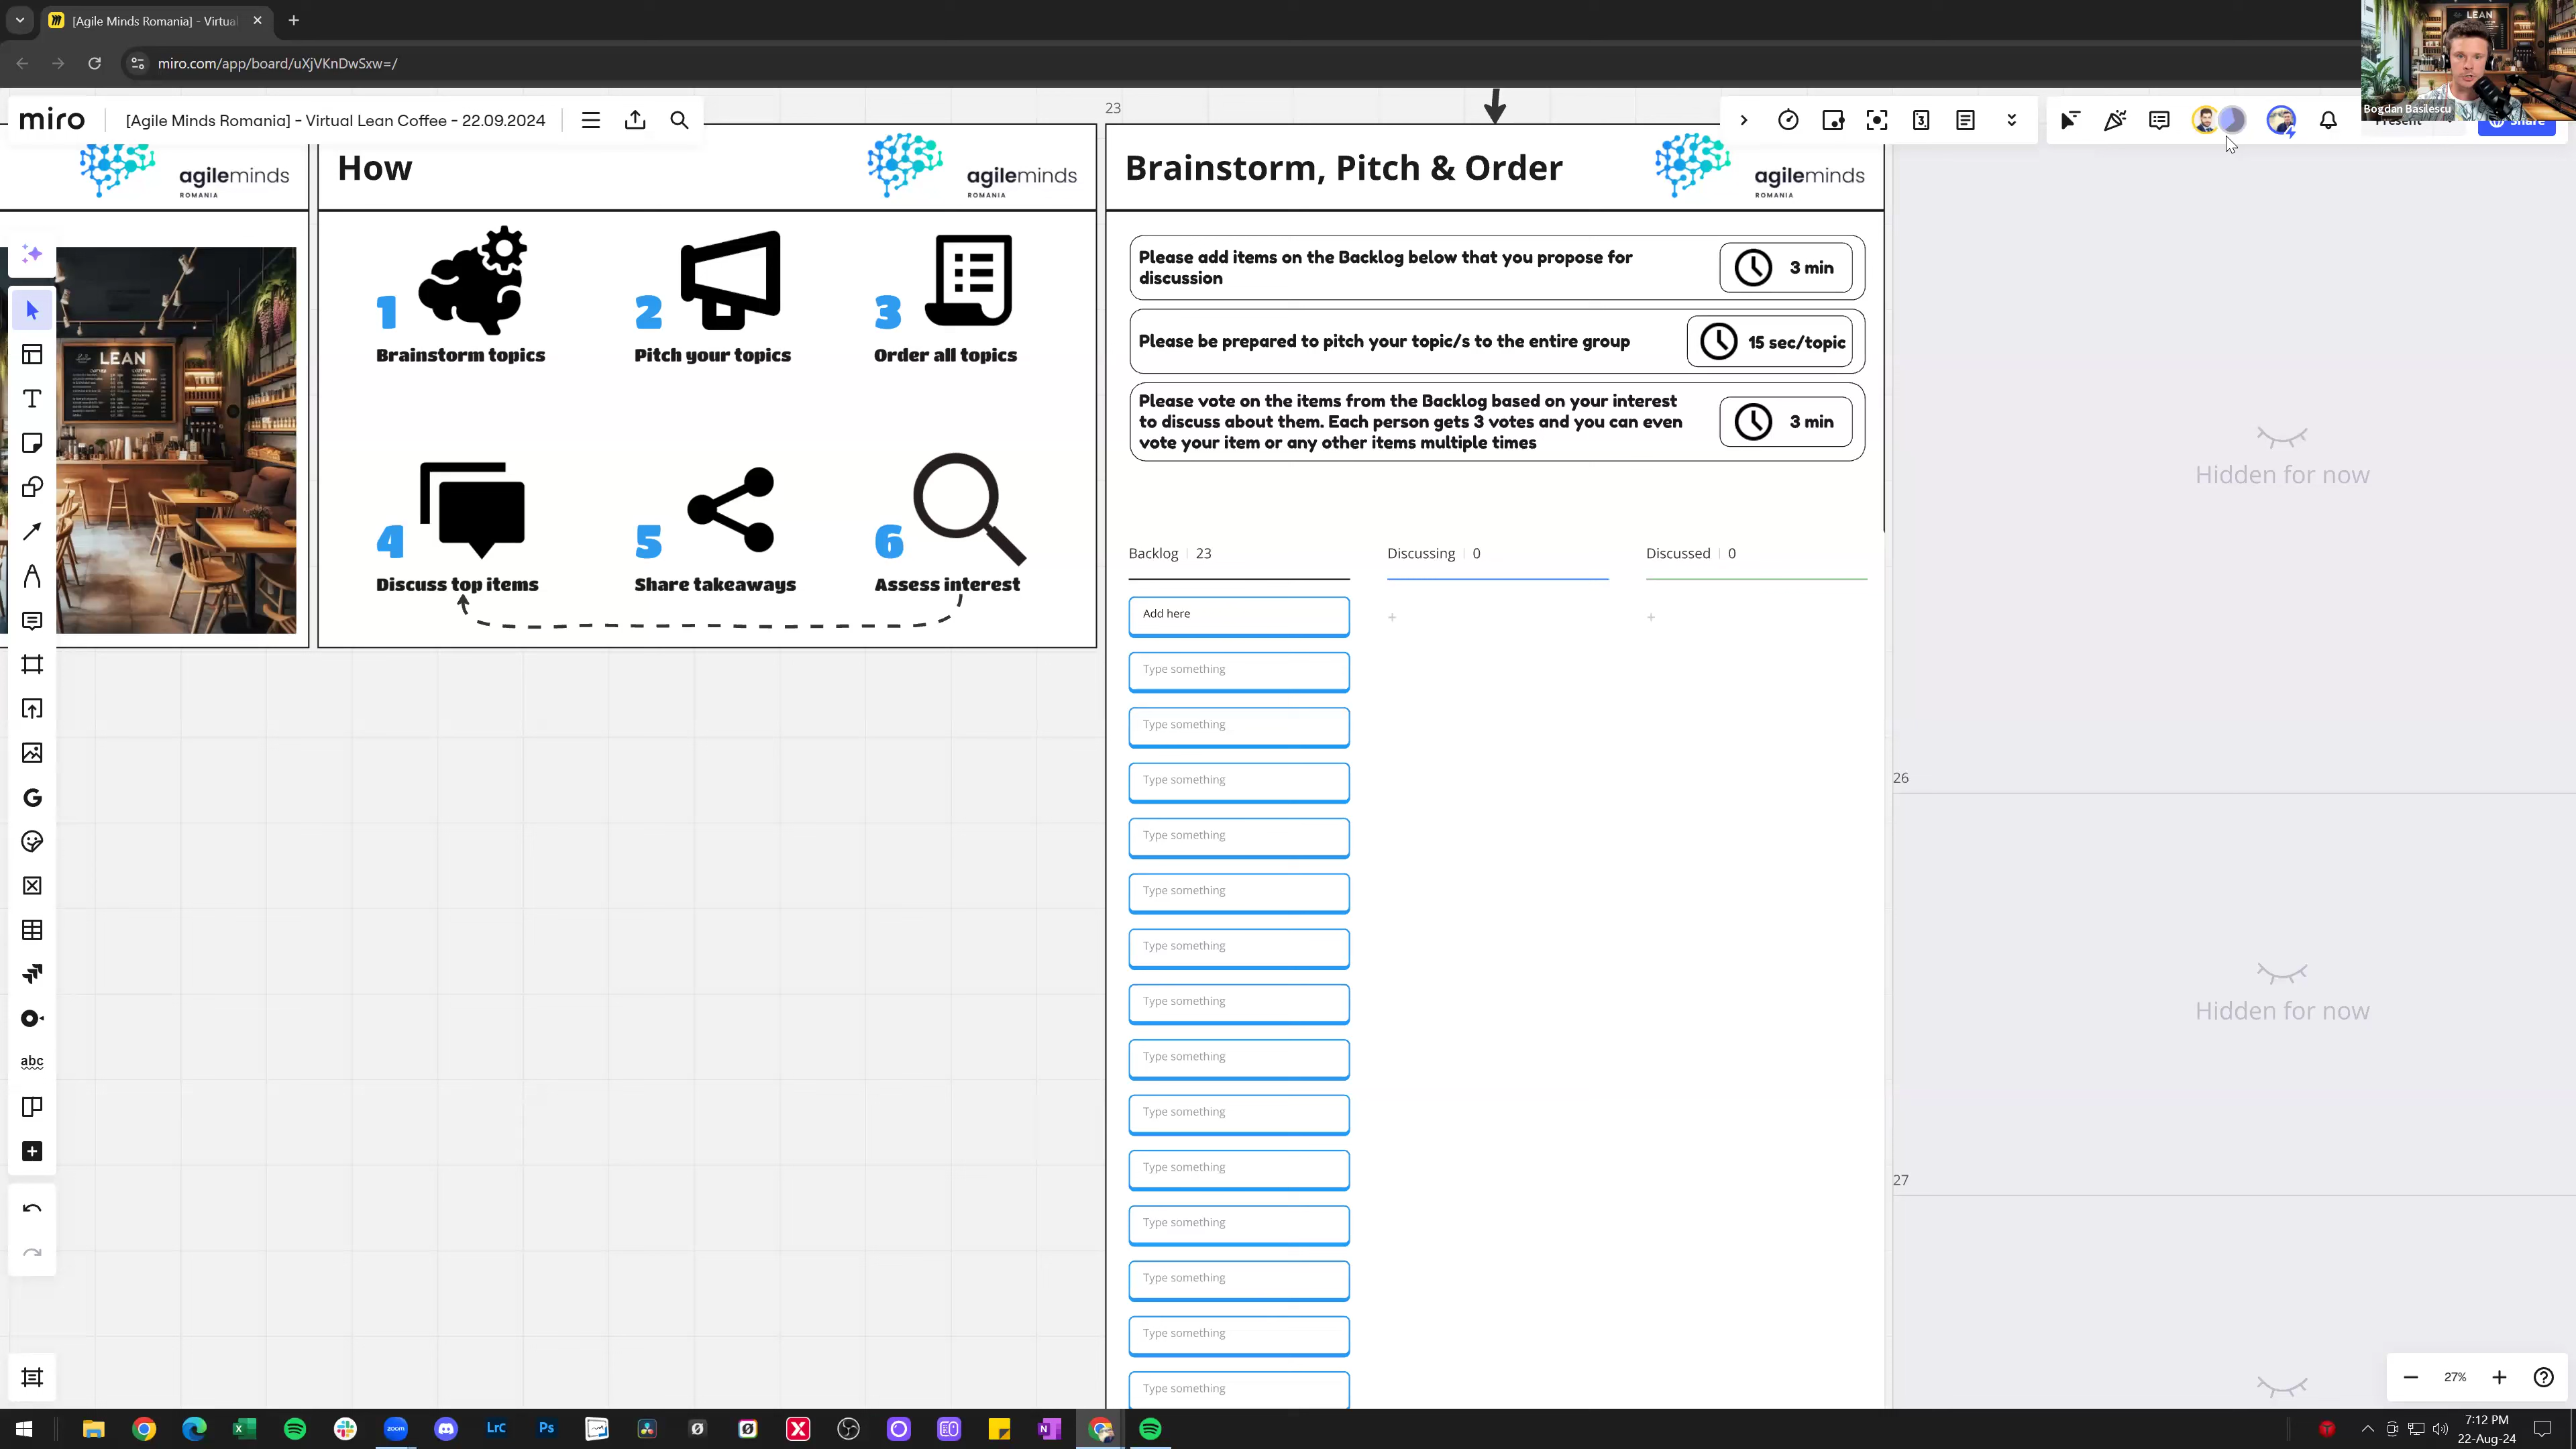 [Agile Minds Romania] - Virtual
miro.com/app/board/uXjVKnDwSxw=/
LEAN
Bogdan Basilescu
miro
[Agile Minds Romania] - Virtual Lean Coffee - 22.09.2024
3
Present
Share
23
agileminds
ROMANIA
How
agileminds
ROMANIA
Brainstorm, Pitch & Order
agileminds
ROMANIA
LEAN
1
Brainstorm topics
2
Pitch your topics
3
Order all topics
4
Discuss top items
5
Share takeaways
6
Assess interest
Please add items on the Backlog below that you propose for
discussion
3 min
Please be prepared to pitch your topic/s to the entire group
15 sec/topic
Please vote on the items from the Backlog based on your interest
to discuss about them. Each person gets 3 votes and you can even
vote your item or any other items multiple times
3 min
Backlog 23
Discussing 0
Discussed 0
Add here
Type something
Type something
Type something
Type something
Type something
Type something
Type something
Type something
Type something
Type something
Type something
Type something
Type something
Type something
Hidden for now
26
Hidden for now
27
abc
27%
zoom
LrC
Ps
N
7:12 PM
22-Aug-24